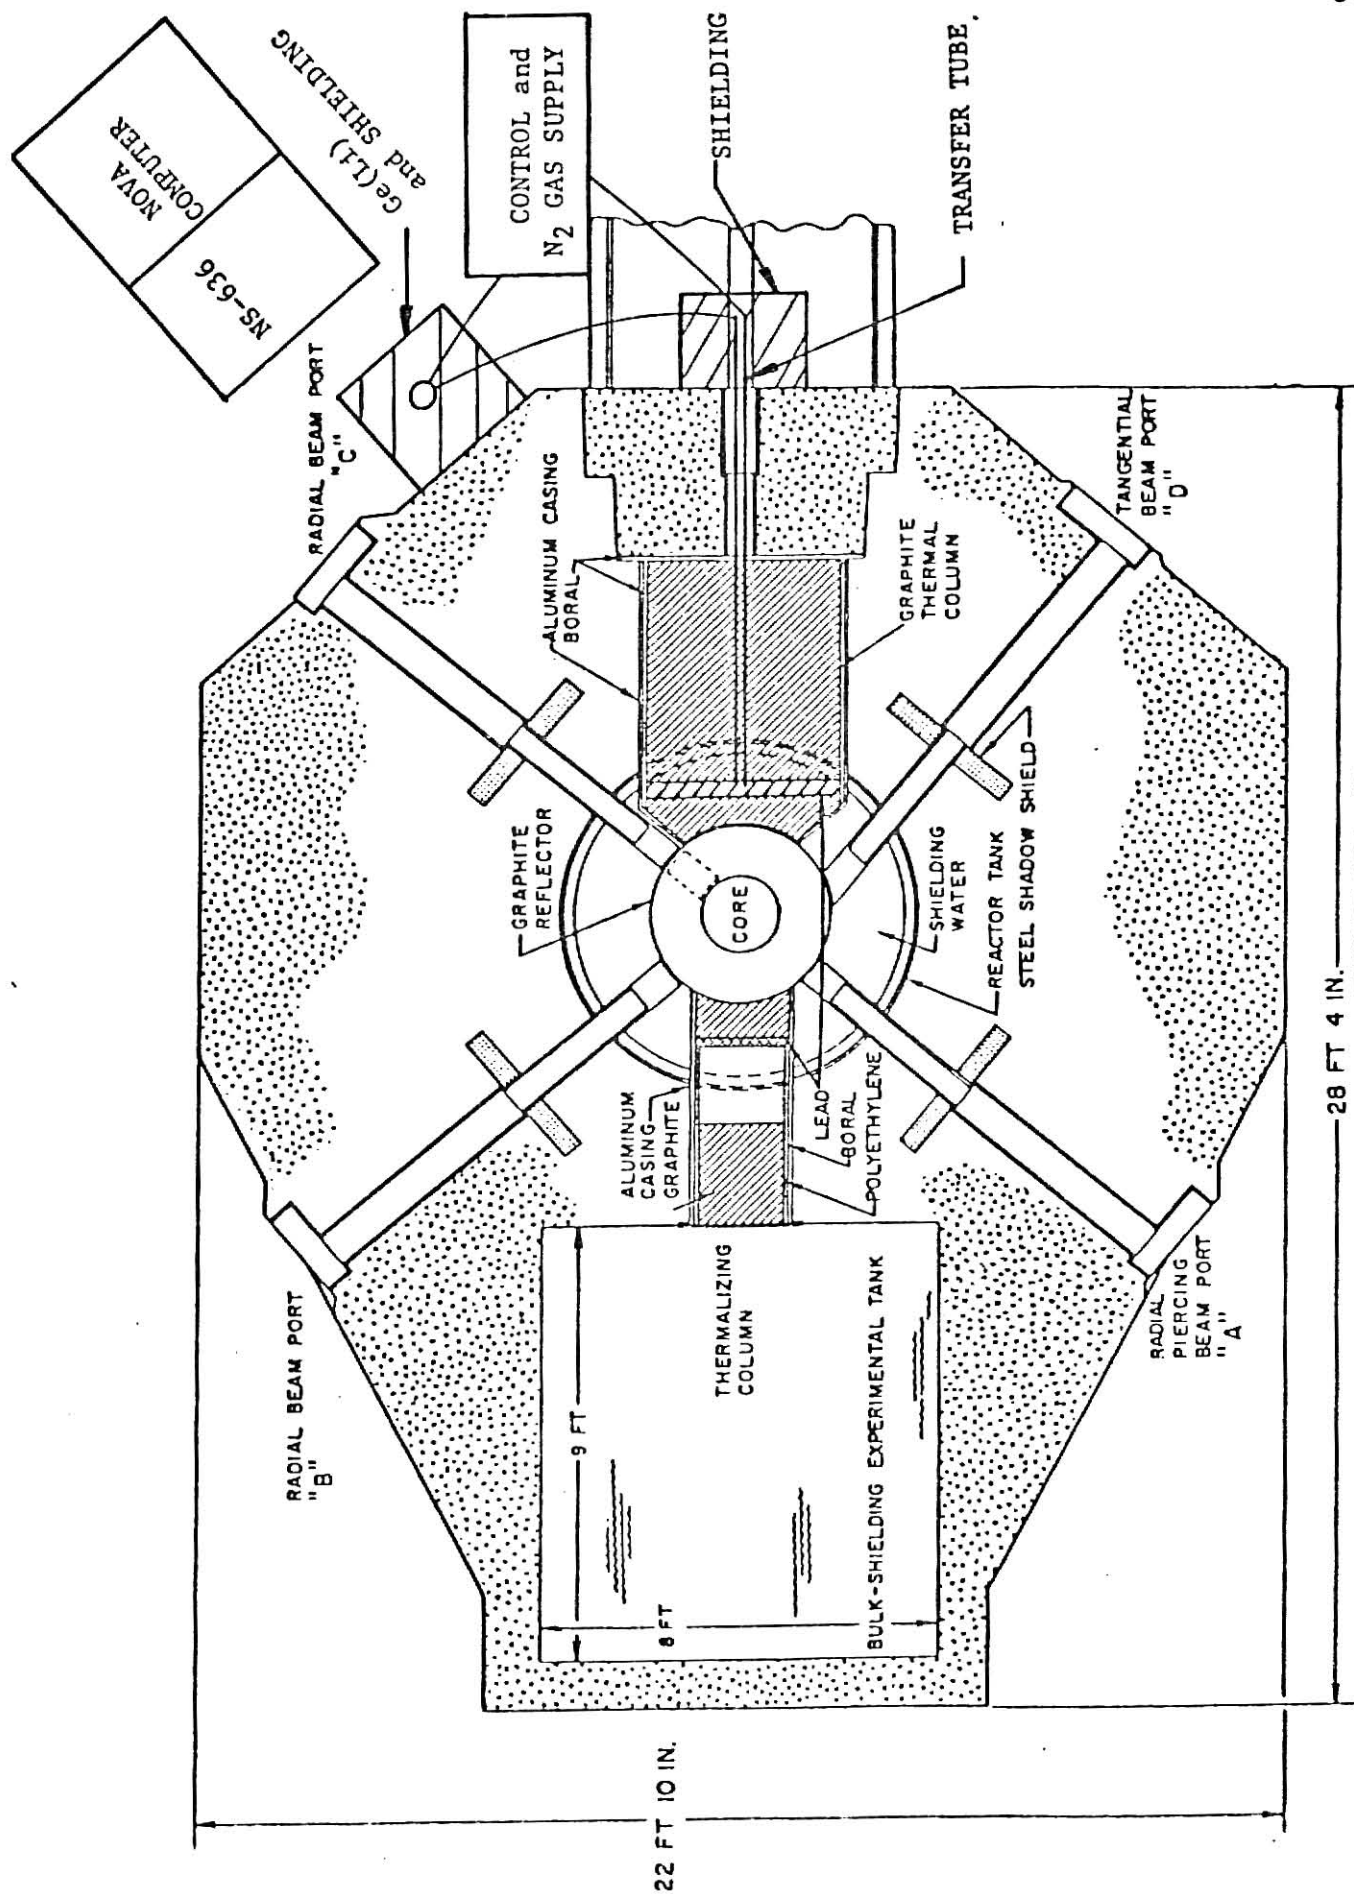 NOVA
COMPUTER
NS-636
Ge(Li)
and SHIELDING
CONTROL and
N2 GAS SUPPLY
SHIELDING
TRANSFER TUBE
RADIAL BEAM PORT
"C"
ALUMINUM CASING
BORAL
GRAPHITE
THERMAL
COLUMN
TANGENTIAL
BEAM PORT
"D"
GRAPHITE
REFLECTOR
CORE
SHIELDING
WATER
REACTOR TANK
STEEL SHADOW SHIELD
ALUMINUM
CASING
GRAPHITE
LEAD
BORAL
POLYETHYLENE
RADIAL BEAM PORT
"B"
9 FT
8 FT
THERMALIZING
COLUMN
BULK-SHIELDING EXPERIMENTAL TANK
RADIAL
PIERCING
BEAM PORT
"A"
22 FT 10 IN.
28 FT 4 IN.